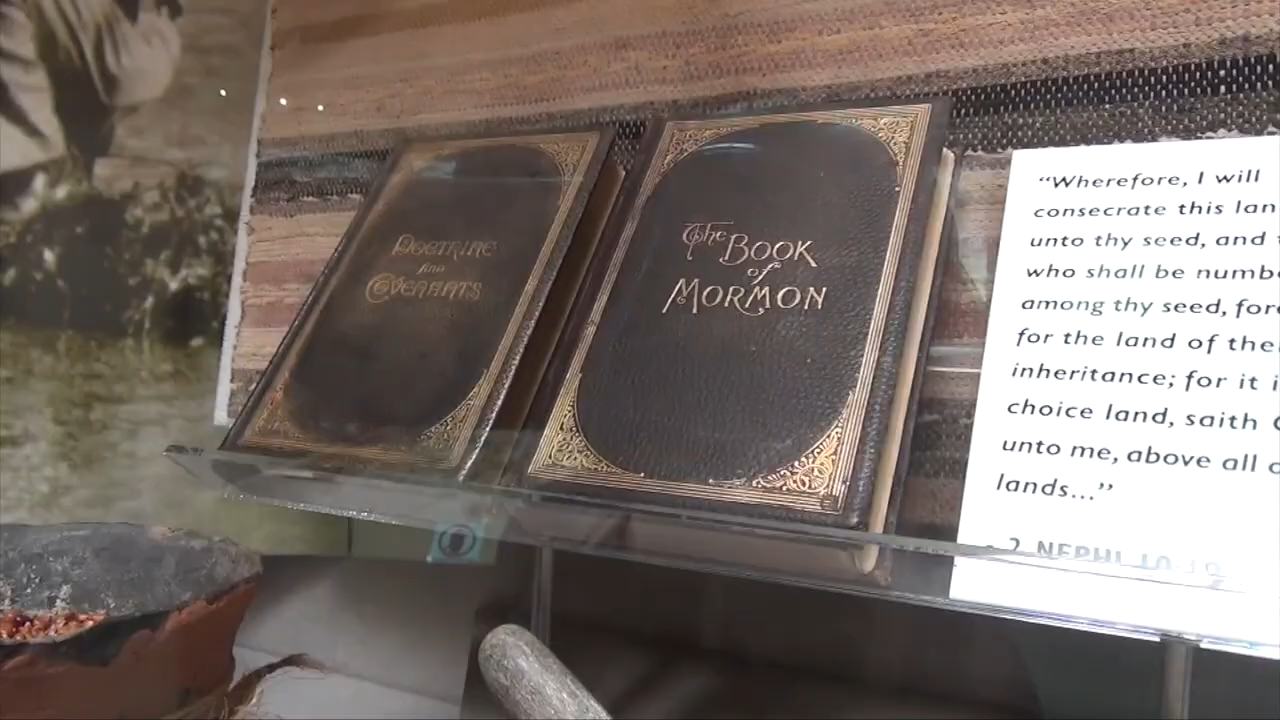 DOCTRINE
AND
COVENANTS
The BOOK
of
MORMON
“Wherefore, I will
consecrate this lan
unto thy seed, and
who shall be numbe
among thy seed, for
for the land of the
inheritance; for it i
choice land, saith
unto me, above all
lands...”
2 NEPHI 10:19